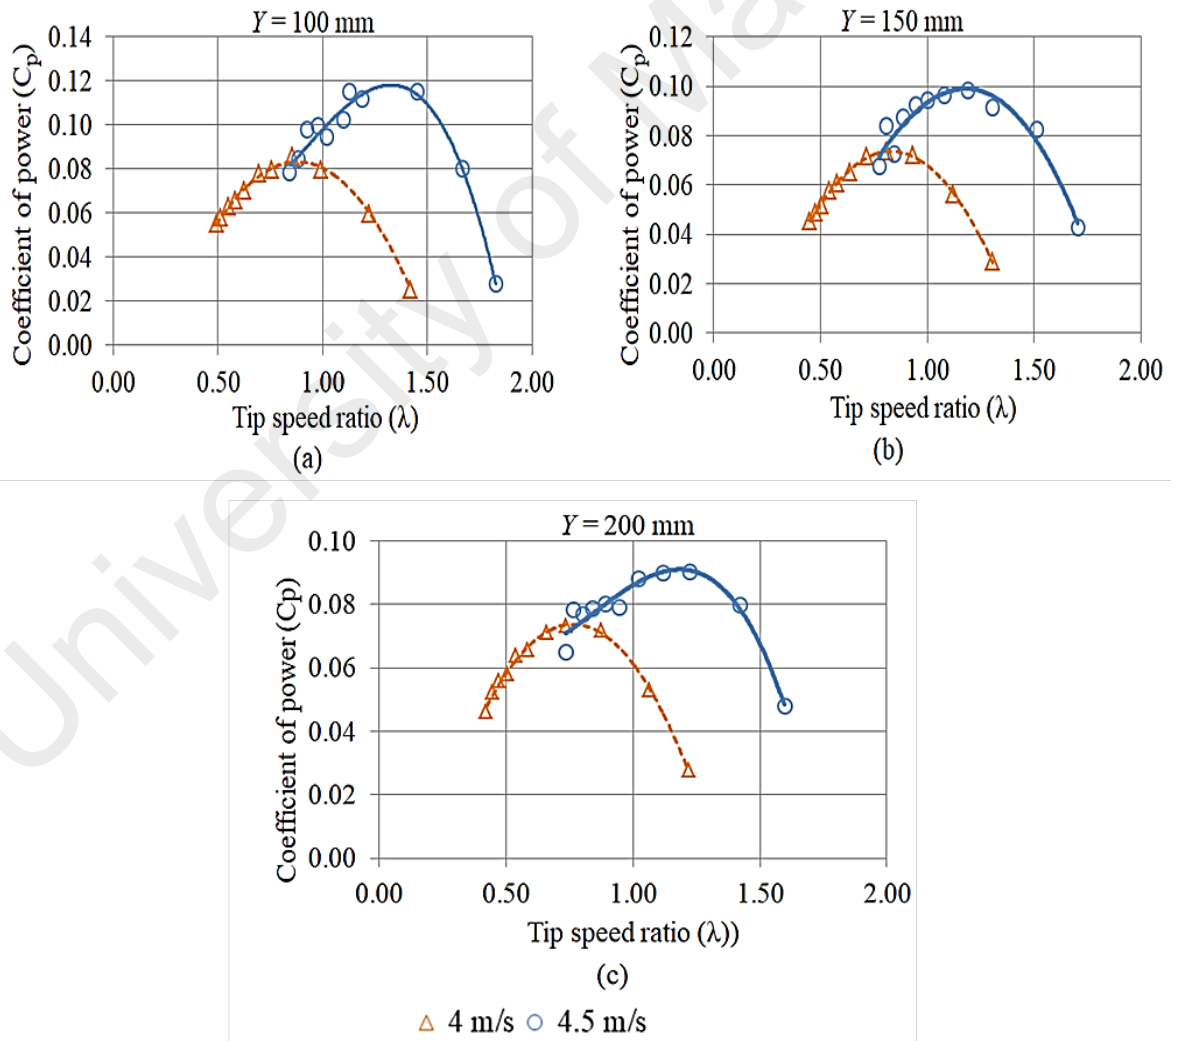 Y = 100 mm
Coefficient of power (Cp)
0.14
0.12
0.10
0.08
0.06
0.04
0.02
0.00
0.00 0.50 1.00 1.50 2.00
Tip speed ratio (λ)
(a)
Y = 150 mm
Coefficient of power (Cp)
0.12
0.10
0.08
0.06
0.04
0.02
0.00
0.00 0.50 1.00 1.50 2.00
Tip speed ratio (λ)
(b)
Y = 200 mm
Coefficient of power (Cp)
0.10
0.08
0.06
0.04
0.02
0.00
0.00 0.50 1.00 1.50 2.00
Tip speed ratio (λ))
(c)
4 m/s 4.5 m/s
University of Ma